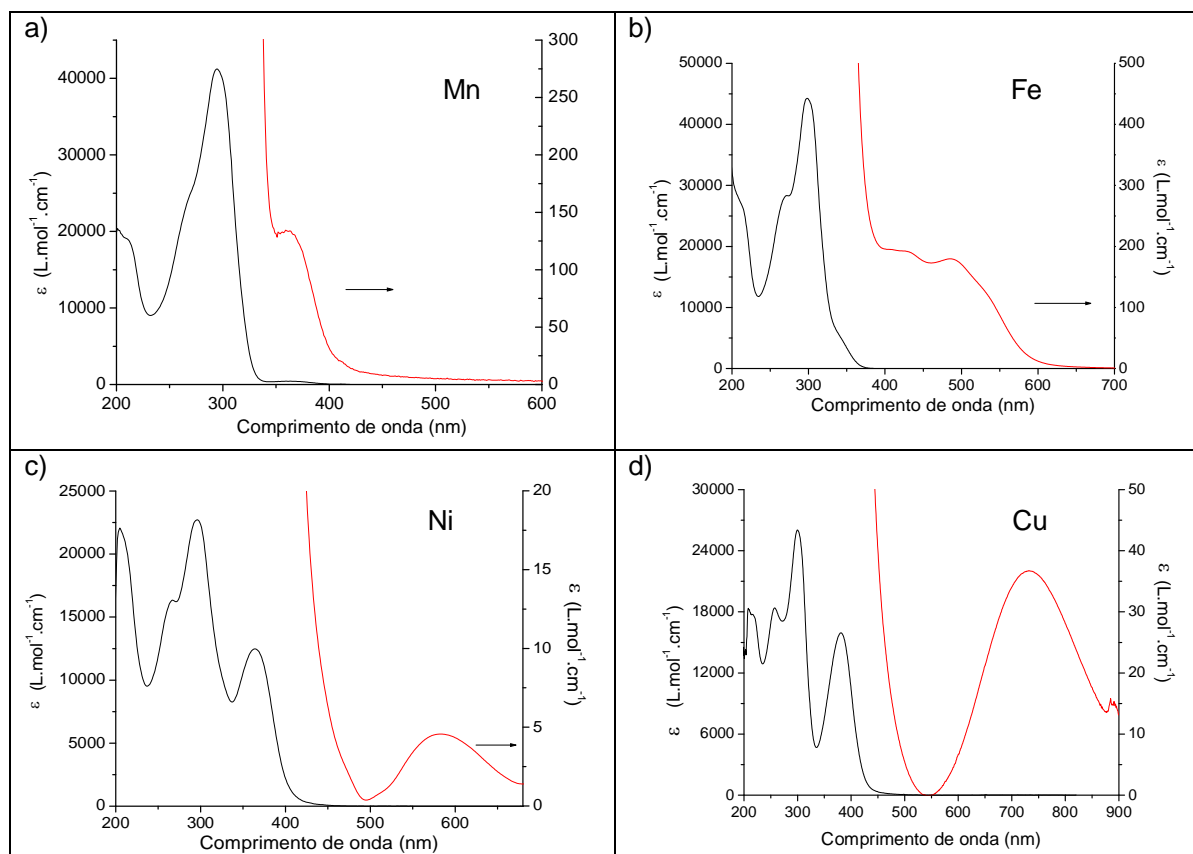 a)
Mn
ε (L.mol⁻¹.cm⁻¹)
40000
30000
20000
10000
0
300
250
200
150
100
50
0
200 300 400 500 600
Comprimento de onda (nm)
b)
Fe
ε (L.mol⁻¹.cm⁻¹)
50000
40000
30000
20000
10000
0
500
400
300
200
100
0
ε (L.mol⁻¹.cm⁻¹)
200 300 400 500 600 700
Comprimento de onda (nm)
c)
Ni
ε (L.mol⁻¹.cm⁻¹)
25000
20000
15000
10000
5000
0
20
15
10
5
0
ε (L.mol⁻¹.cm⁻¹)
200 300 400 500 600
Comprimento de onda (nm)
d)
Cu
ε (L.mol⁻¹.cm⁻¹)
30000
24000
18000
12000
6000
0
50
40
30
20
10
0
ε (L.mol⁻¹.cm⁻¹)
200 300 400 500 600 700 800 900
Comprimento de onda (nm)